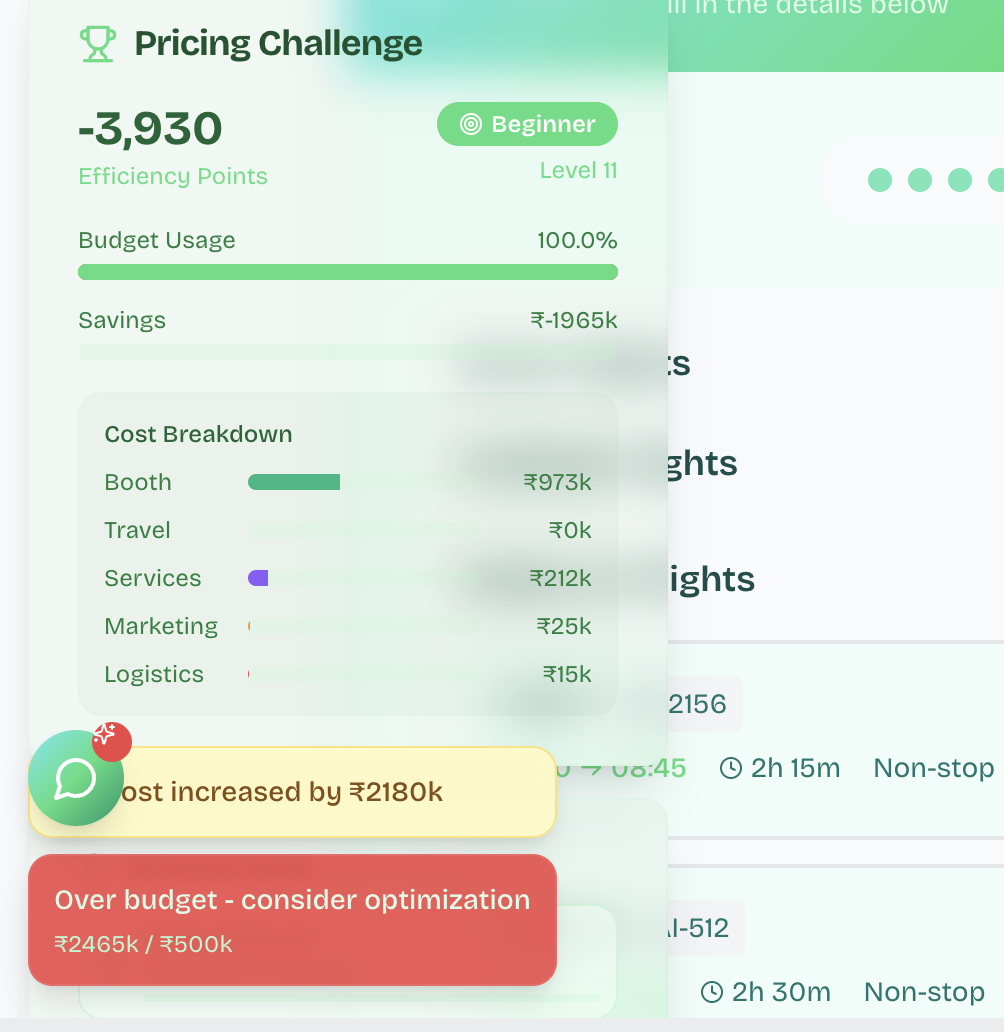 ill in the details below
Pricing Challenge
-3,930
Beginner
Efficiency Points
Level 11
Budget Usage
100.0%
Savings
₹-1965k
Cost Breakdown
Booth
₹973k
Travel
₹0k
Services
₹212k
Marketing
₹25k
Logistics
₹15k
ts
ghts
ights
2156
0 → 08:45
2h 15m
Non-stop
ost increased by ₹2180k
Over budget - consider optimization
₹2465k / ₹500k
AI-512
2h 30m
Non-stop